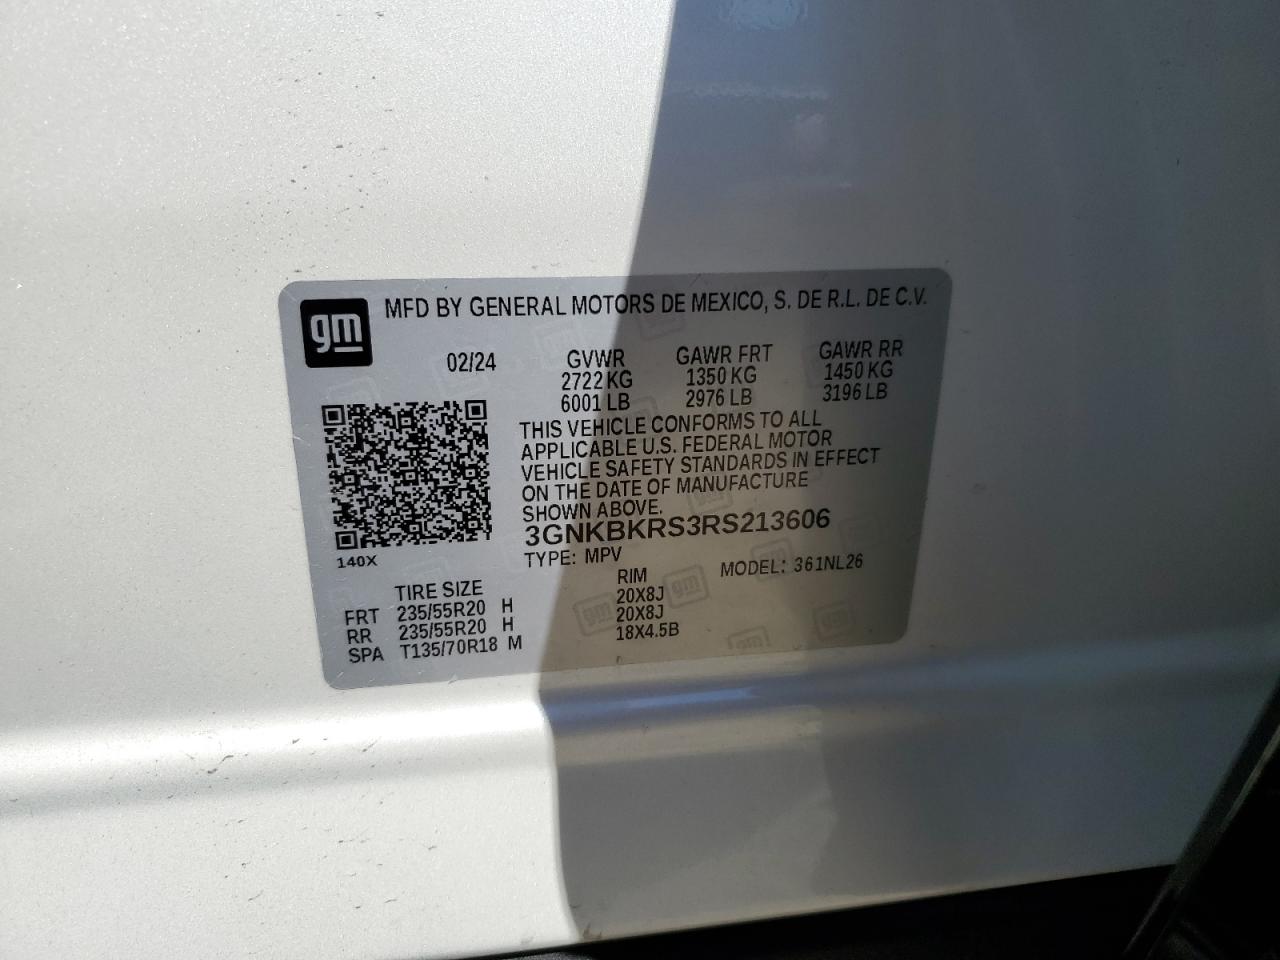 gm MFD BY GENERAL MOTORS DE MEXICO, S. DE R.L. DE C.V.
02/24 GVWR GAWR FRT GAWR RR
2722 KG 1350 KG 1450 KG
6001 LB 2976 LB 3196 LB
THIS VEHICLE CONFORMS TO ALL
APPLICABLE U.S. FEDERAL MOTOR
VEHICLE SAFETY STANDARDS IN EFFECT
ON THE DATE OF MANUFACTURE
SHOWN ABOVE.
3GNKBKRS3RS213606
140X TYPE: MPV MODEL: 361NL26
TIRE SIZE RIM
FRT 235/55R20 H 20X8J
RR 235/55R20 H 20X8J
SPA T135/70R18 M 18X4.5B